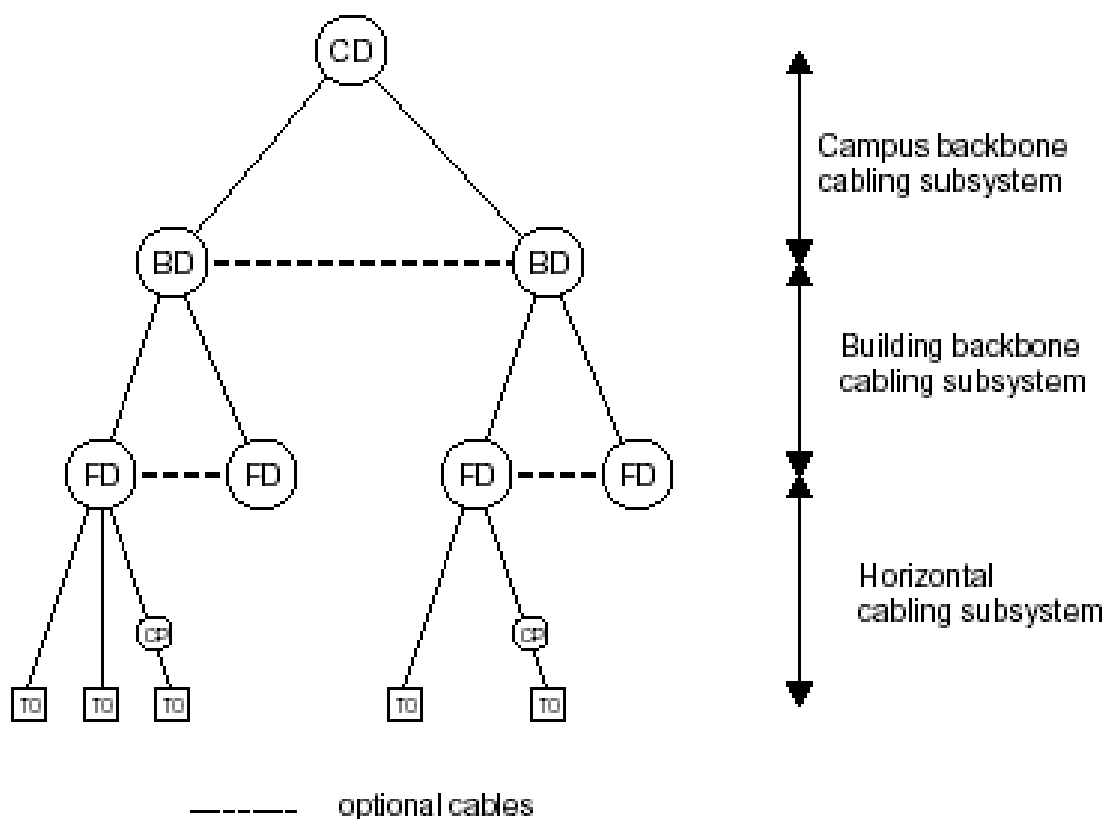 CD
Campus backbone
cabling subsystem
BD
BD
Building backbone
cabling subsystem
FD
FD
FD
FD
Horizontal
cabling subsystem
CP
CP
TO
TO
TO
TO
TO
optional cables